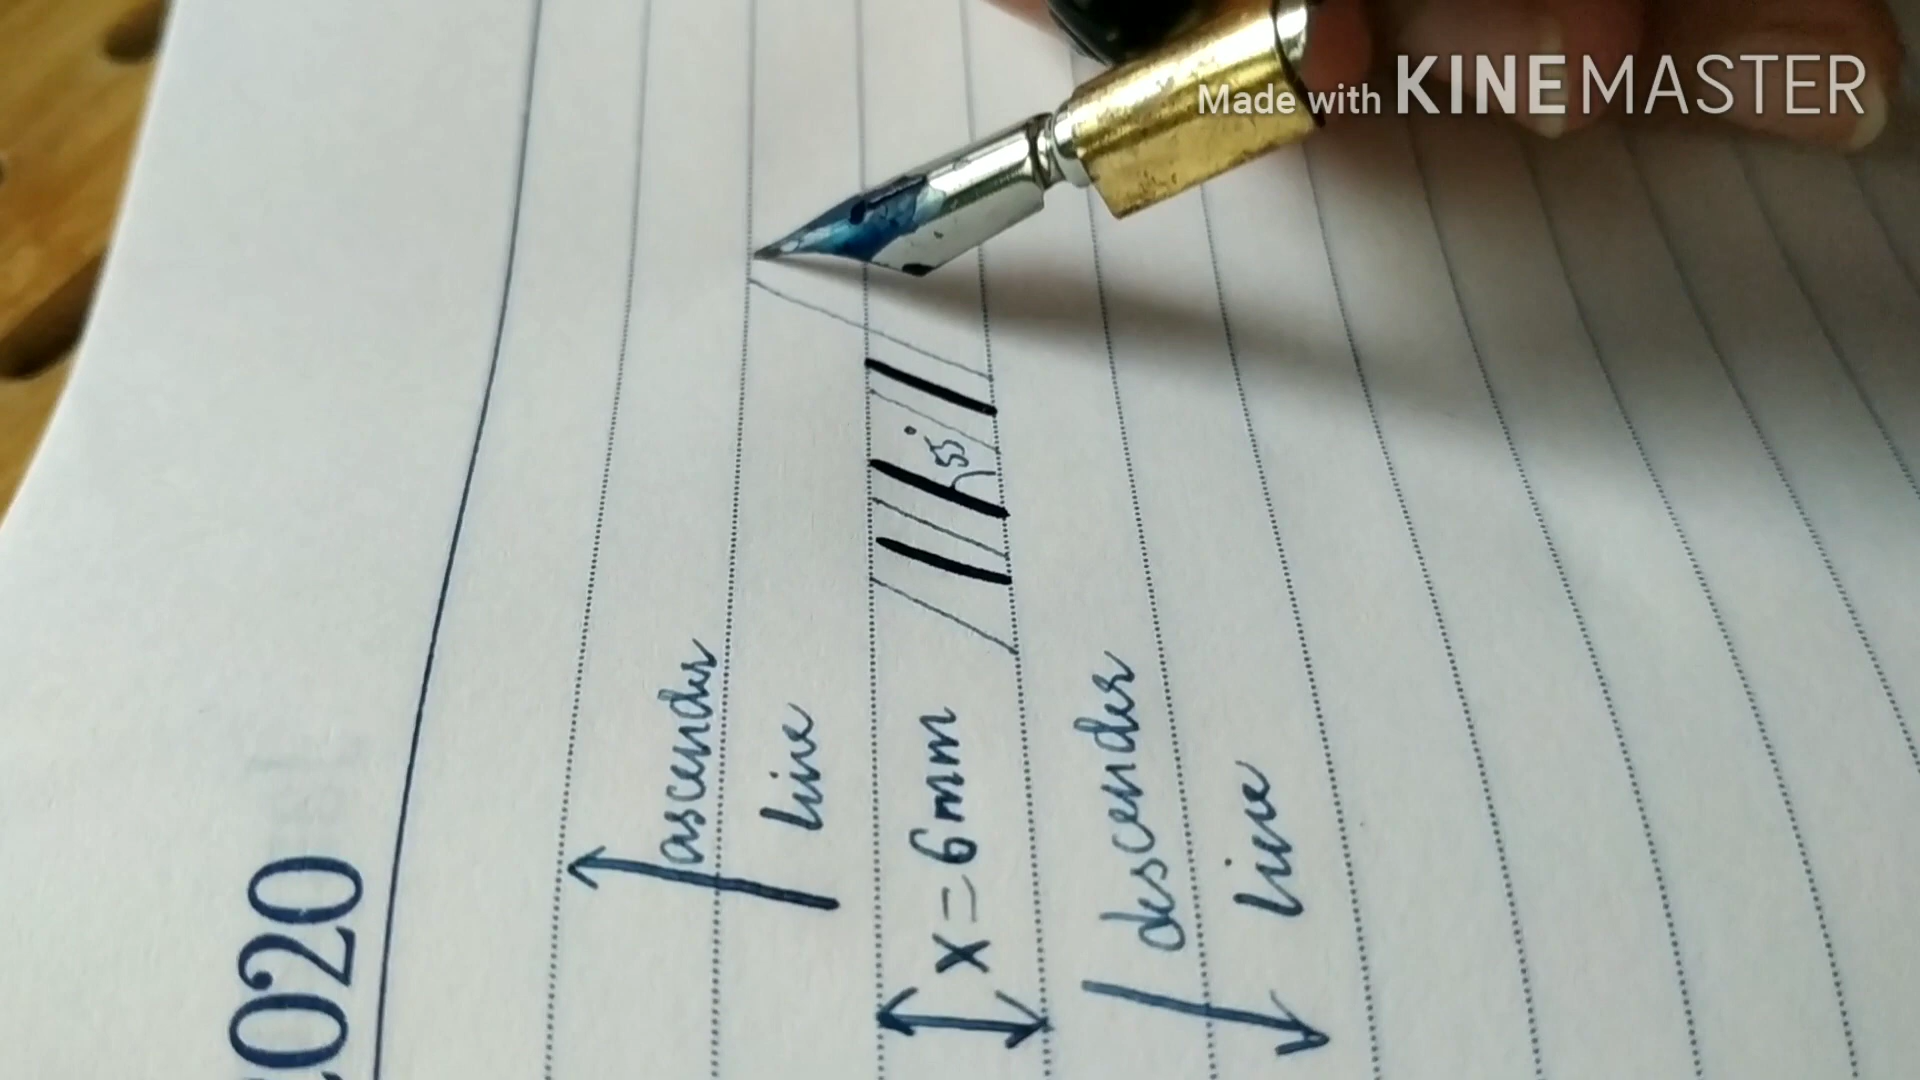 Made with KINEMASTER
2020
ascender
line
x = 6mm
55°
descender
line